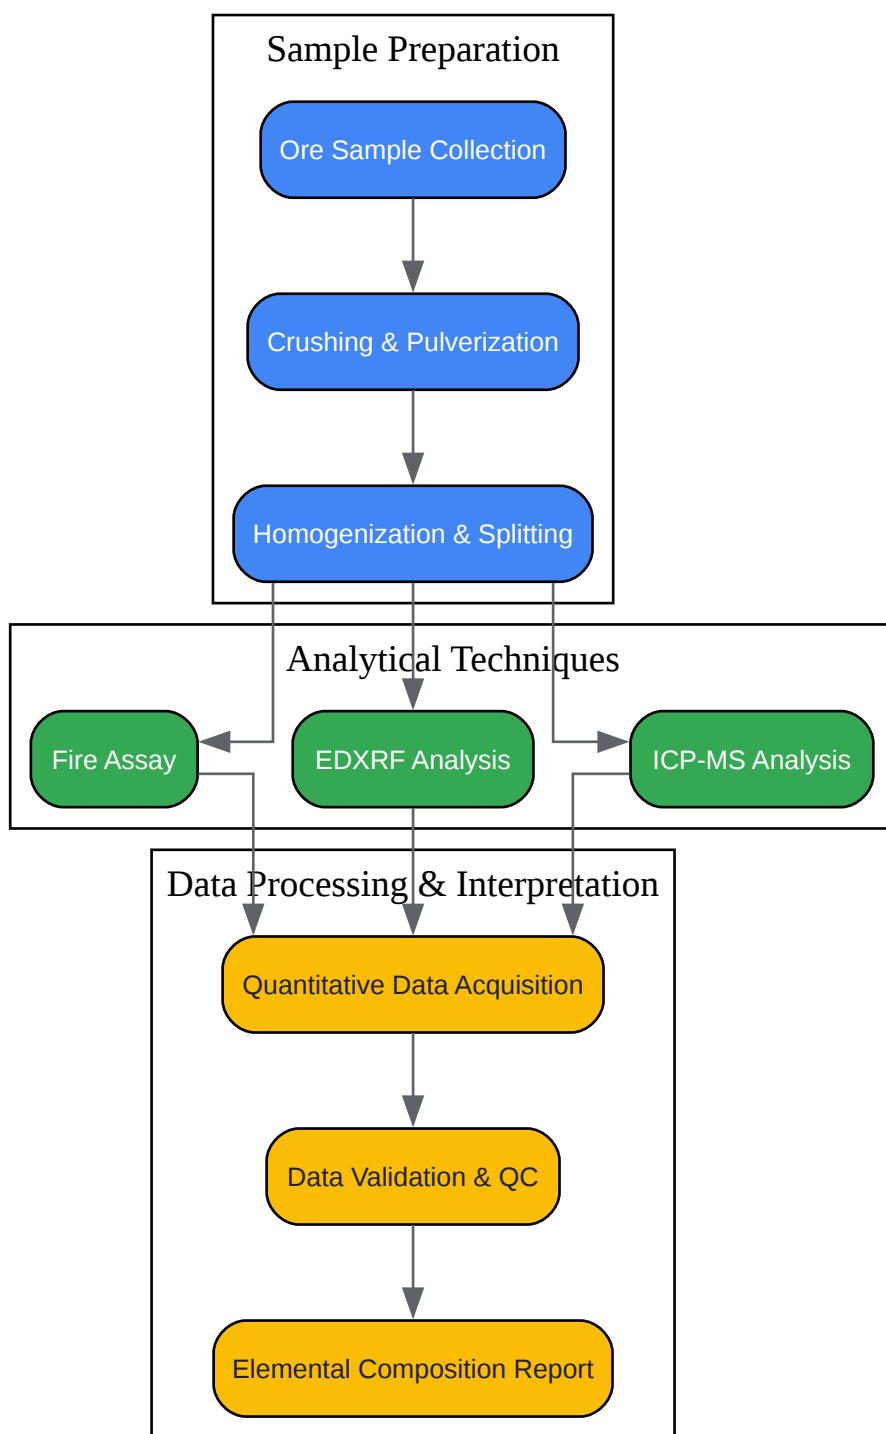 Sample Preparation
Ore Sample Collection
Crushing & Pulverization
Homogenization & Splitting
Analytical Techniques
Fire Assay
EDXRF Analysis
ICP-MS Analysis
Data Processing & Interpretation
Quantitative Data Acquisition
Data Validation & QC
Elemental Composition Report